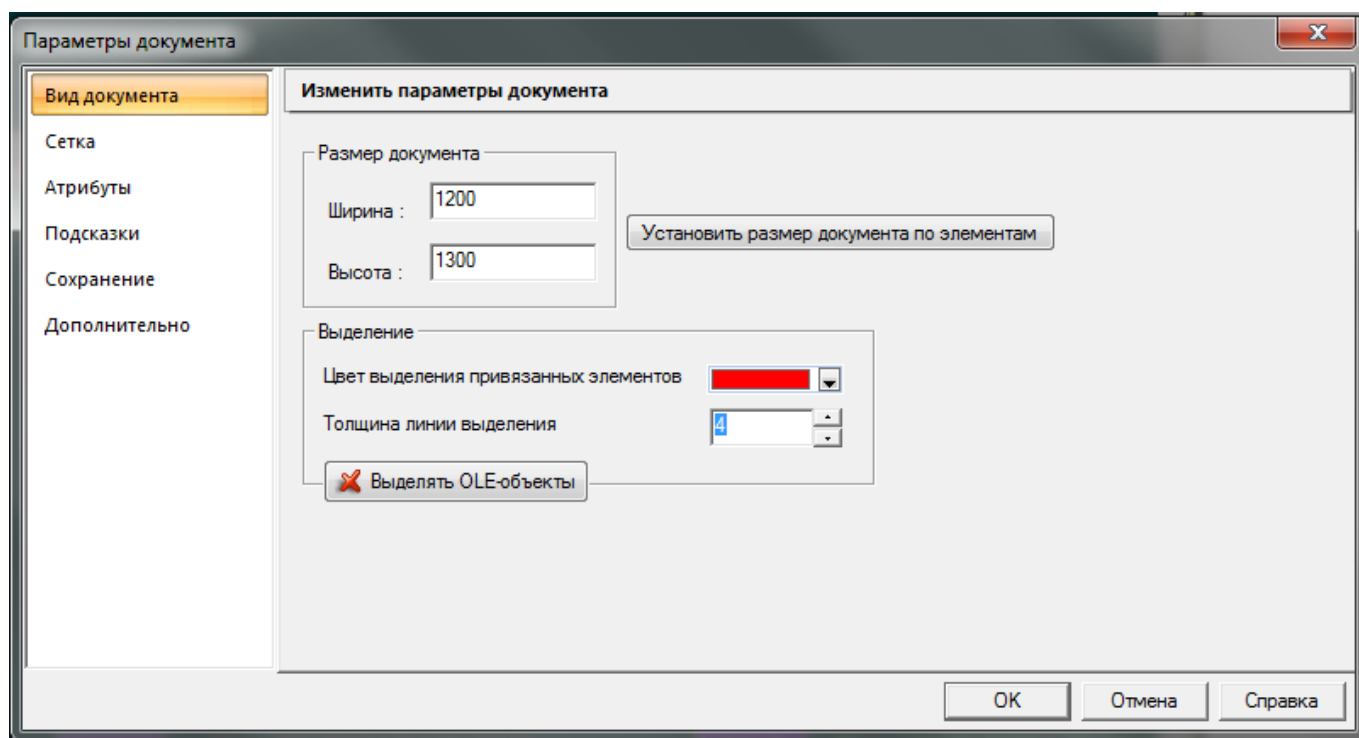 Параметры документа
Вид документа
Сетка
Атрибуты
Подсказки
Сохранение
Дополнительно
Изменить параметры документа
Размер документа
Ширина : 1200
Высота : 1300
Установить размер документа по элементам
Выделение
Цвет выделения привязанных элементов
Толщина линии выделения 4
Выделять OLE-объекты
OK Отмена Справка